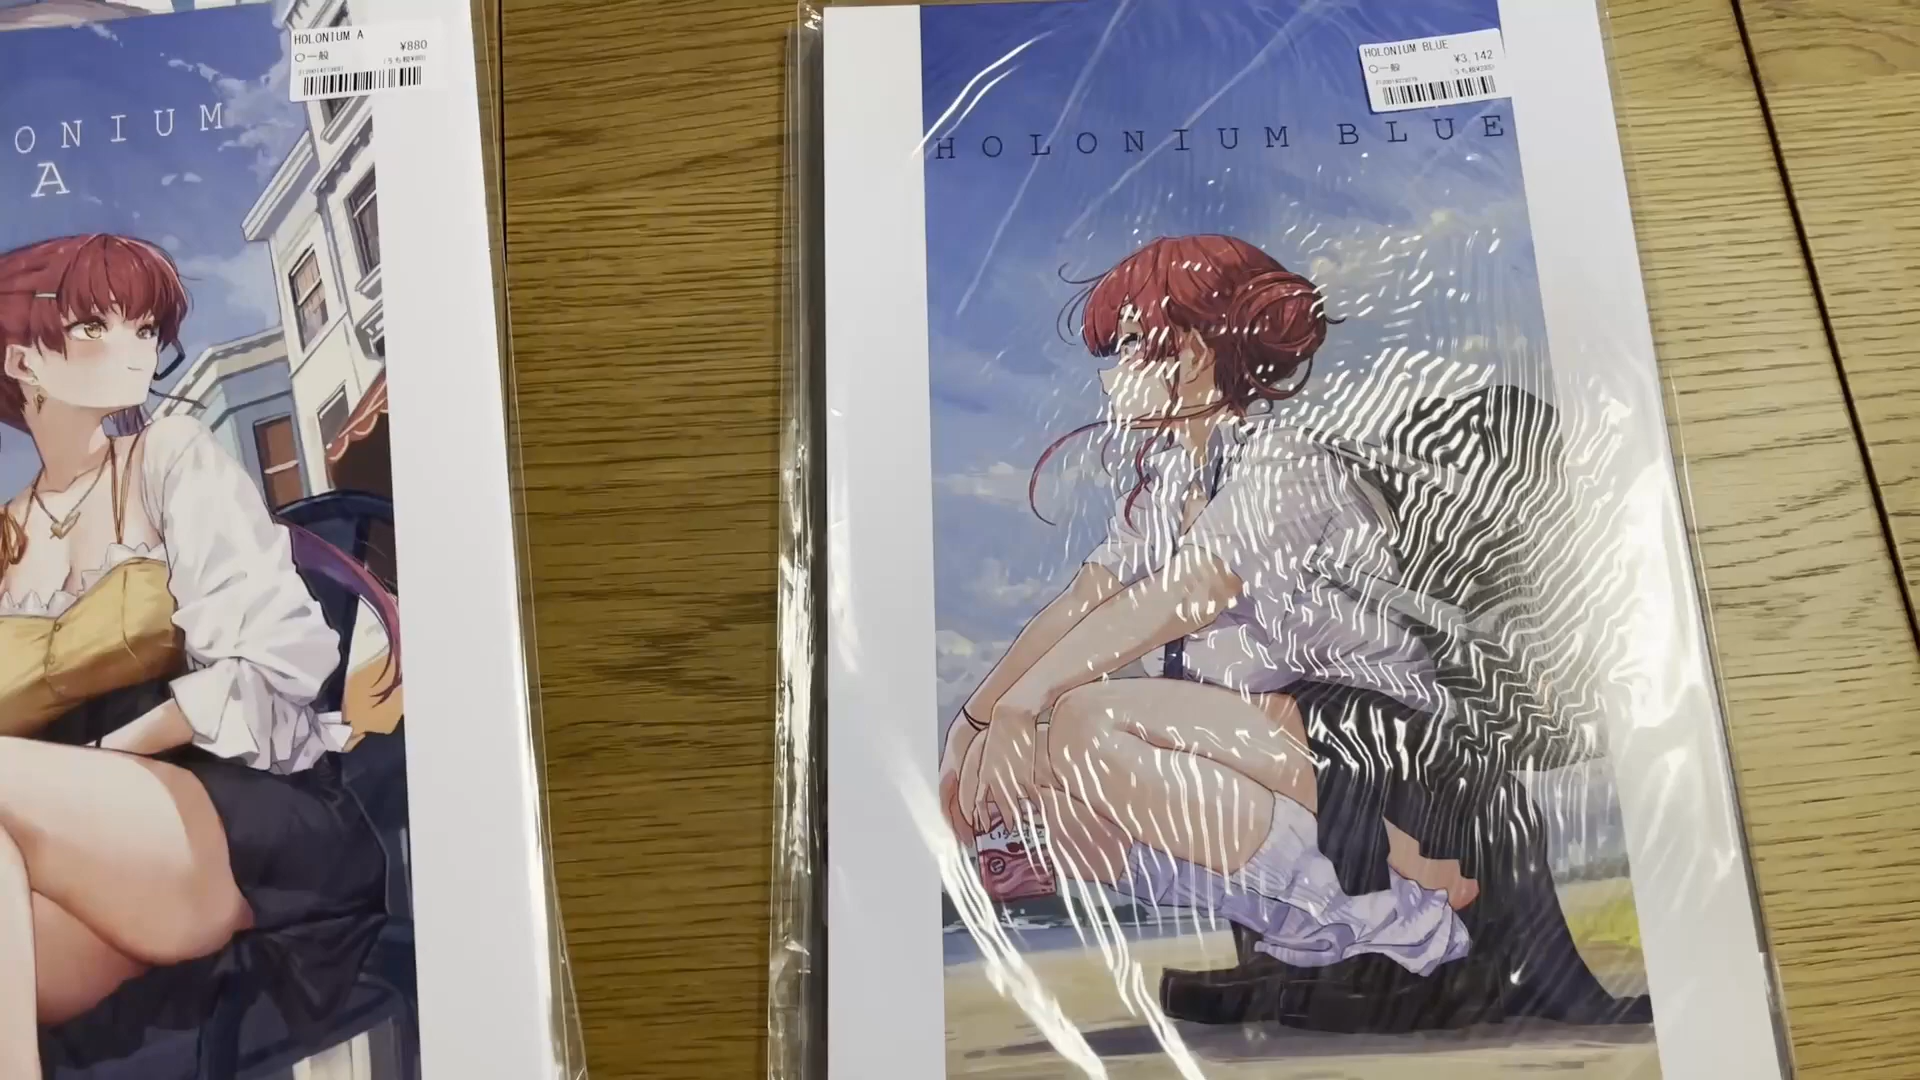 HOLONIUM A
〇一般
¥880
ONIUM
A
HOLONIUM BLUE
〇一般
¥3,142
HOLONIUM BLUE